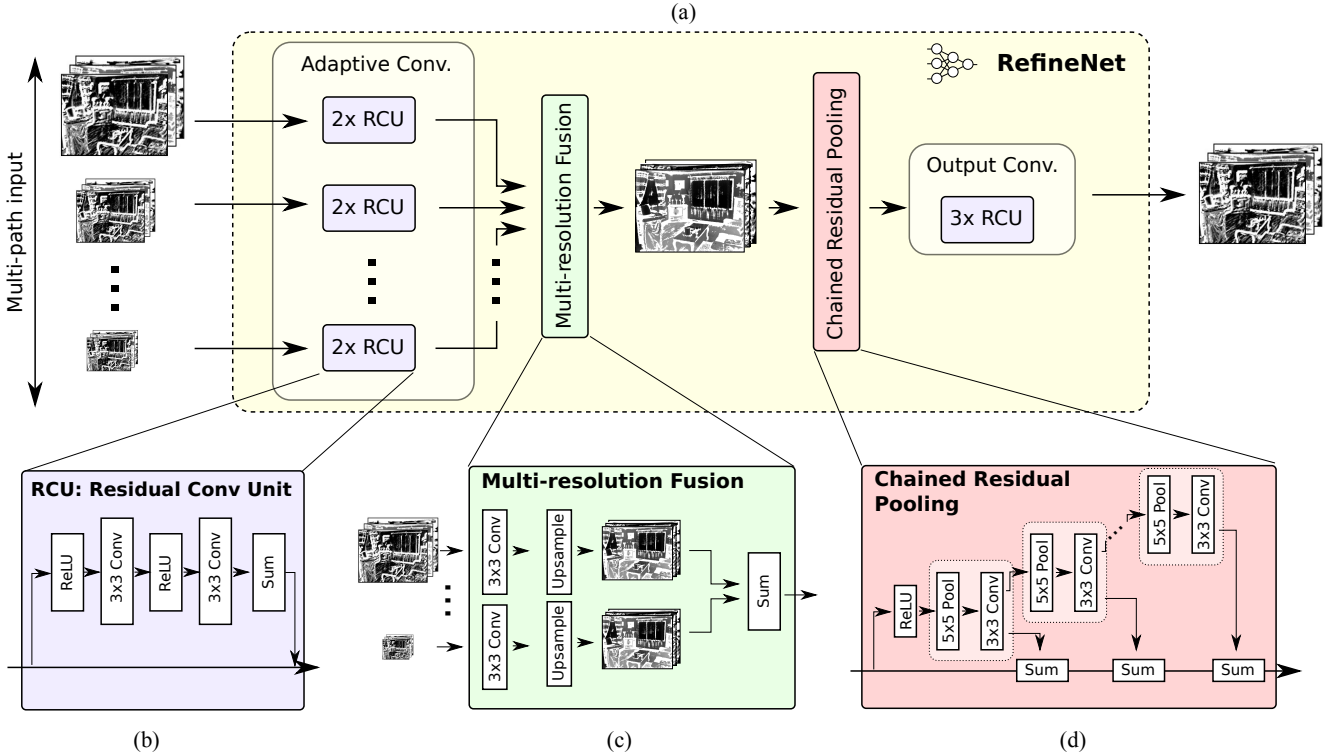 (a)
Multi-path input
Adaptive Conv.
2x RCU
2x RCU
2x RCU
Multi-resolution Fusion
Chained Residual Pooling
RefineNet
Output Conv.
3x RCU
RCU: Residual Conv Unit
ReLU
3x3 Conv
ReLU
3x3 Conv
Sum
(b)
Multi-resolution Fusion
3x3 Conv
Upsample
3x3 Conv
Upsample
Sum
(c)
Chained Residual
Pooling
ReLU
5x5 Pool
3x3 Conv
5x5 Pool
3x3 Conv
5x5 Pool
3x3 Conv
Sum
Sum
Sum
(d)